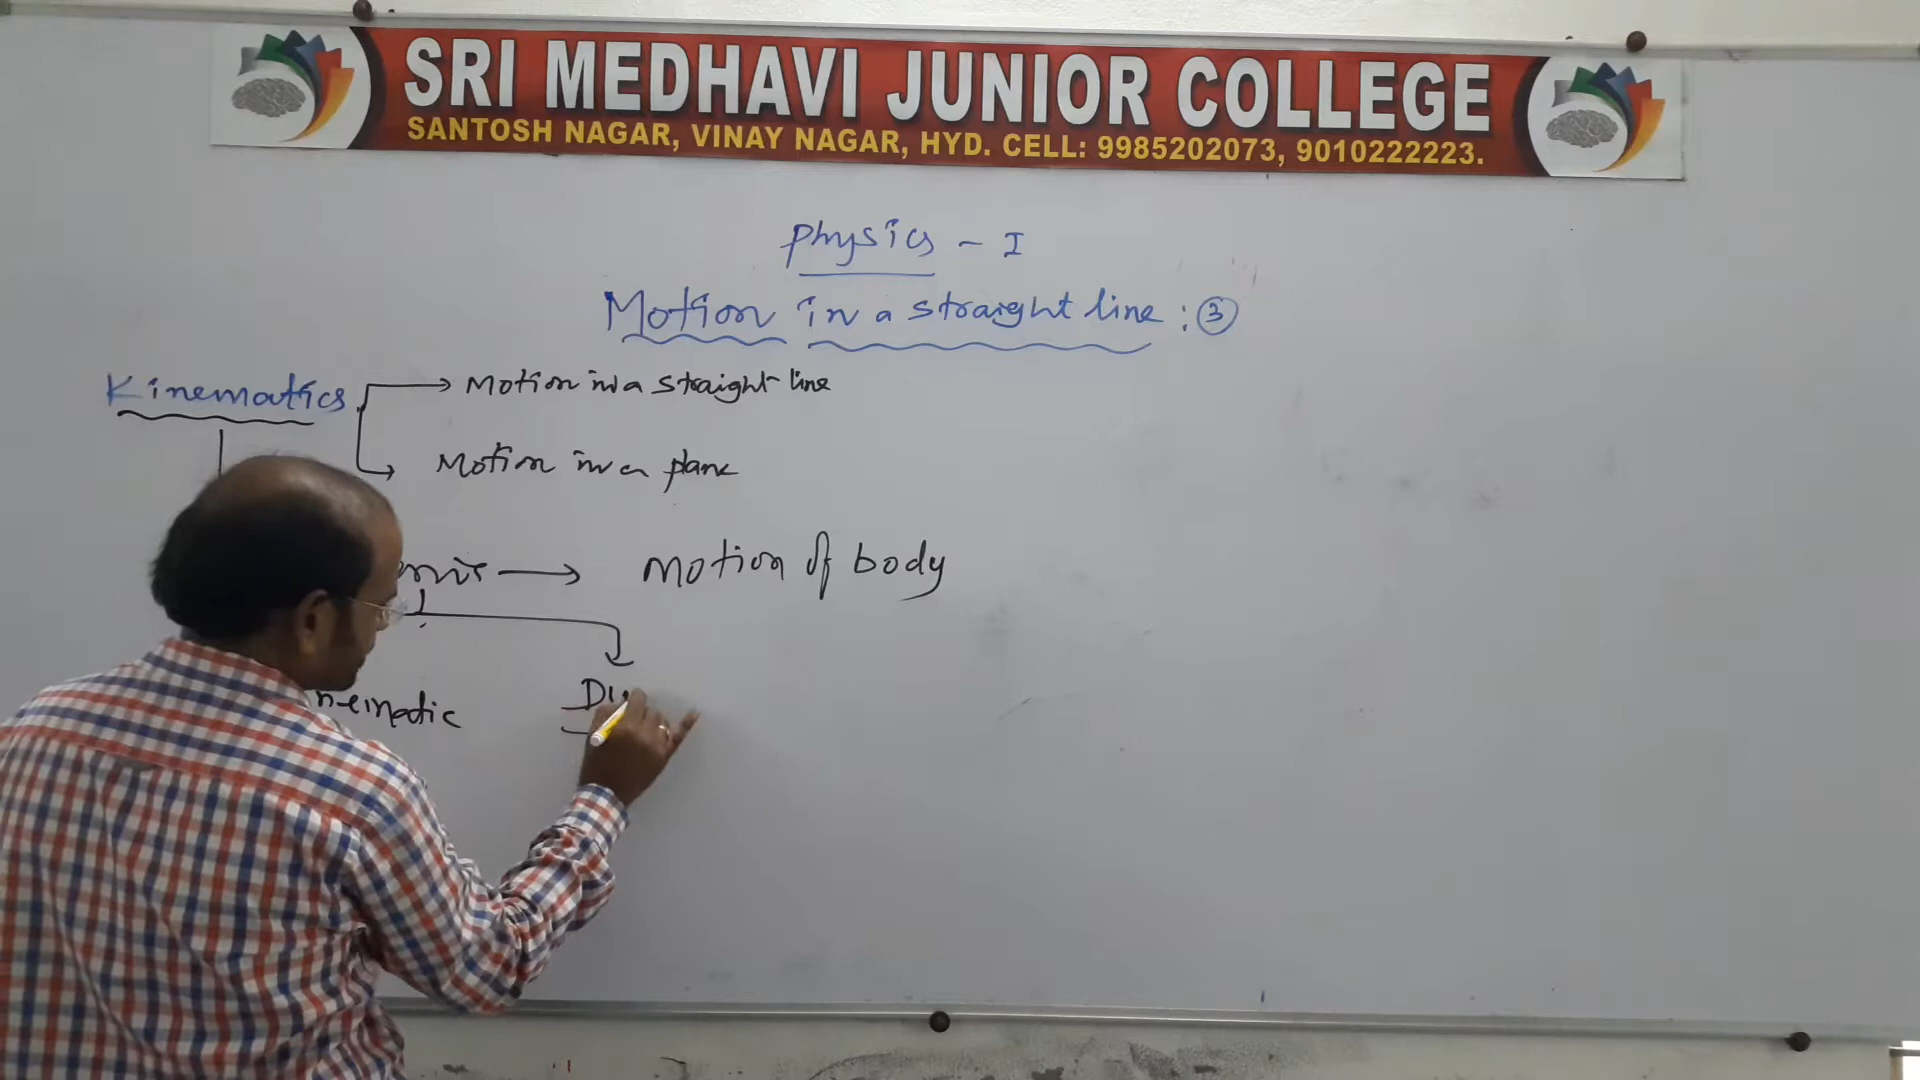 SRI MEDHAVI JUNIOR COLLEGE
SANTOSH NAGAR, VINAY NAGAR, HYD. CELL: 9985202073, 9010222223.
Physics - I
Motion in a straight line : 3
Kinematics
Motion in a straight line
Motion in a plane
Motion of body
nematic